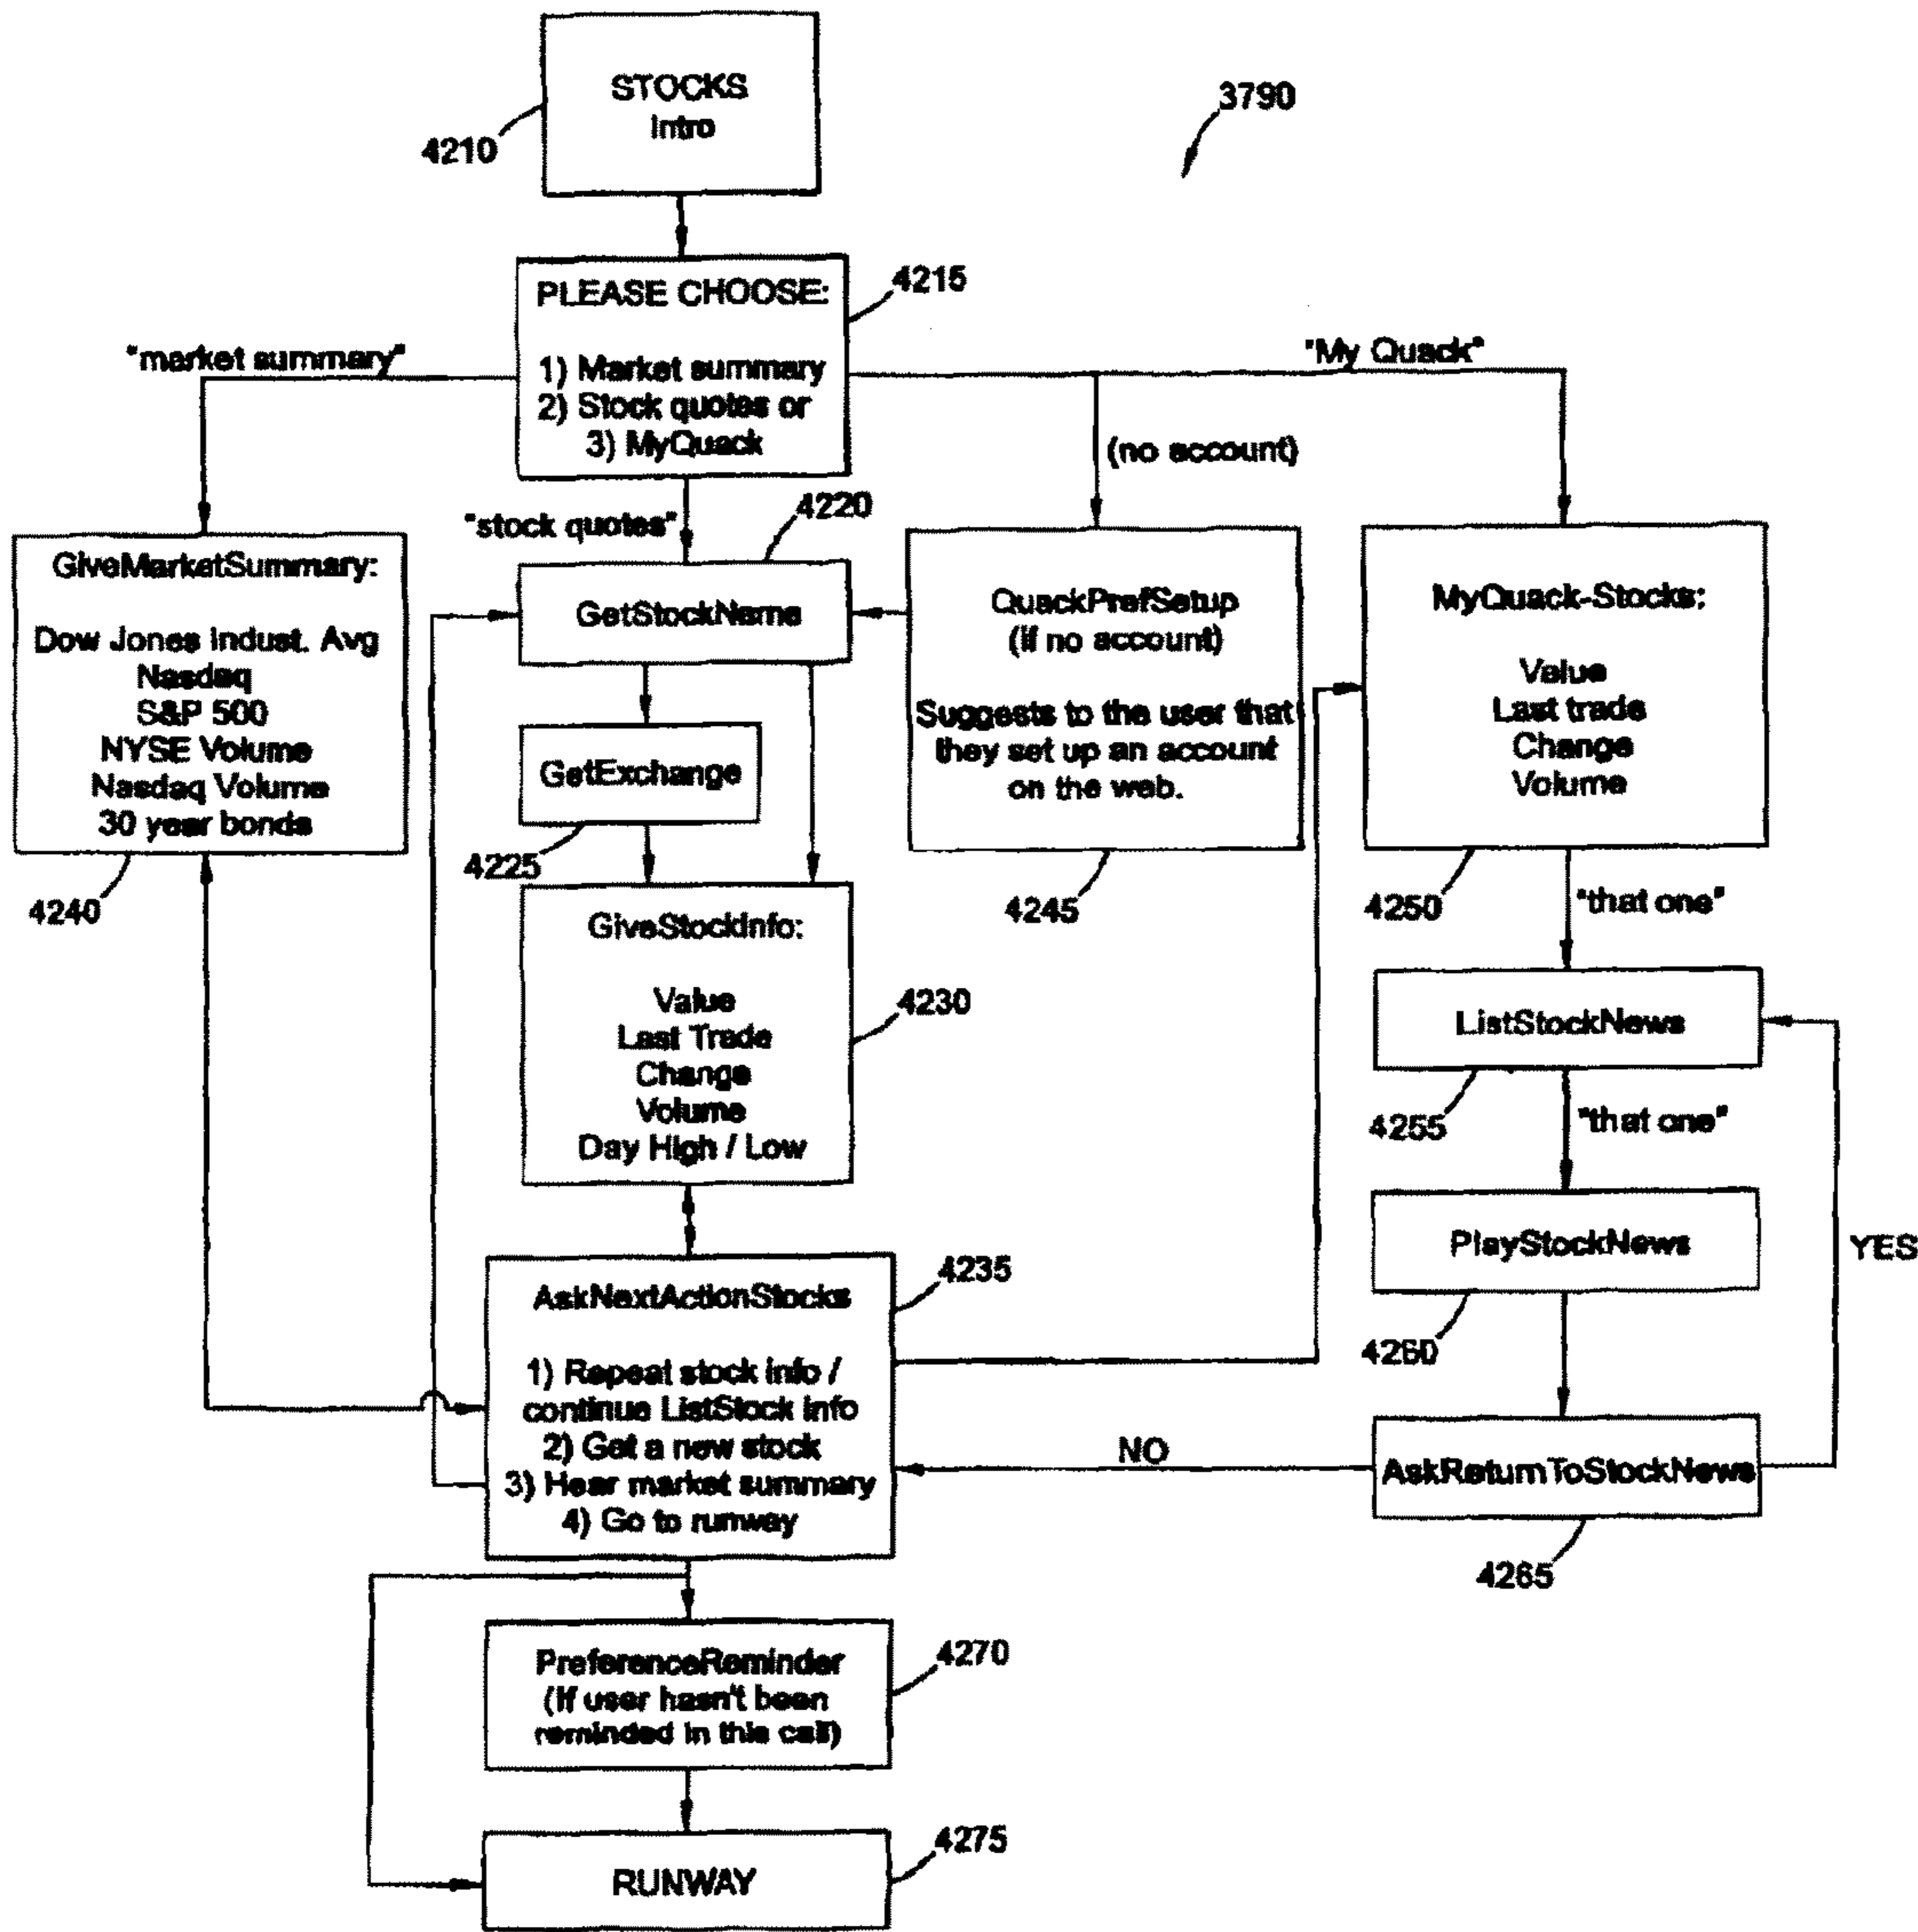 STOCKS
Intro
4210
3790
PLEASE CHOOSE:
1) Market summary
2) Stock quotes or
3) MyQuack
4215
"market summary"
"My Quack"
(no account)
"stock quotes"
4220
GiveMarketSummary:
Dow Jones Indust. Avg
Nasdaq
S&P 500
NYSE Volume
Nasdaq Volume
30 year bonds
4240
GetStockName
GetExchange
4225
QuackPrefSetup
(if no account)
Suggests to the user that
they set up an account
on the web.
4245
MyQuack-Stocks:
Value
Last trade
Change
Volume
4250
"that one"
GiveStockInfo:
Value
Last Trade
Change
Volume
Day High / Low
4230
ListStockNews
4255
"that one"
PlayStockNews
4260
YES
AskNextActionStocks
1) Repeat stock info /
continue ListStock info
2) Get a new stock
3) Hear market summary
4) Go to runway
4235
NO
AskReturnToStockNews
4265
PreferenceReminder
(If user hasn't been
reminded in this call)
4270
RUNWAY
4275